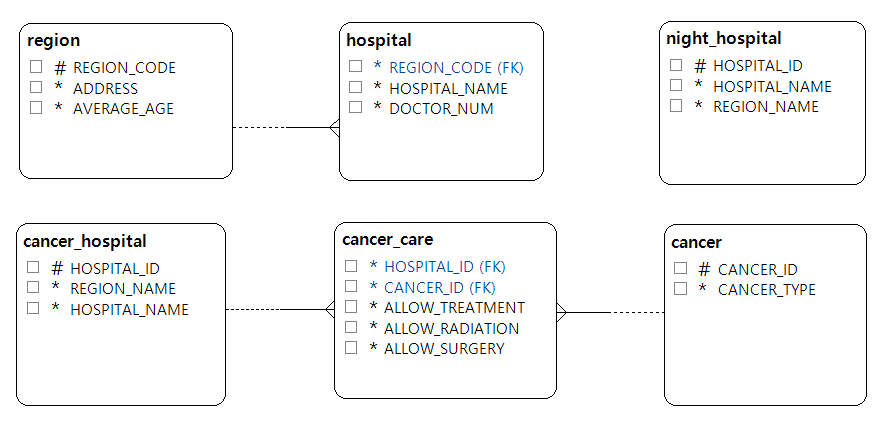 region
# REGION_CODE
* ADDRESS
* AVERAGE_AGE
hospital
* REGION_CODE (FK)
* HOSPITAL_NAME
* DOCTOR_NUM
night_hospital
# HOSPITAL_ID
* HOSPITAL_NAME
* REGION_NAME
cancer_hospital
# HOSPITAL_ID
* REGION_NAME
* HOSPITAL_NAME
cancer_care
* HOSPITAL_ID (FK)
* CANCER_ID (FK)
* ALLOW_TREATMENT
* ALLOW_RADIATION
* ALLOW_SURGERY
cancer
# CANCER_ID
* CANCER_TYPE